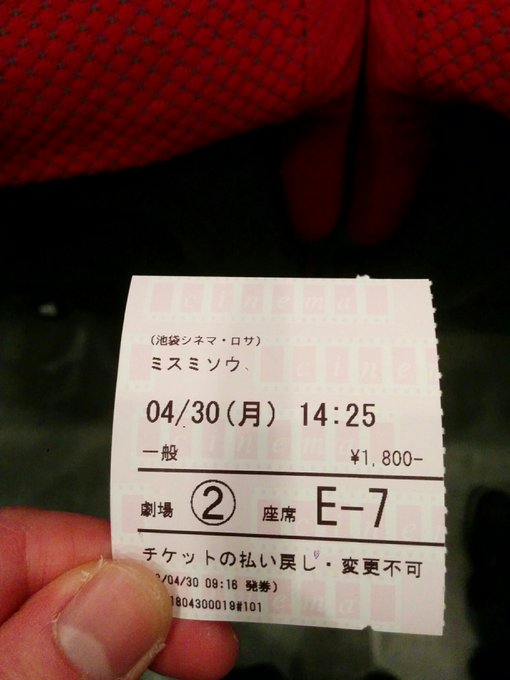 (池袋シネマ・ロサ)
ミスミソウ、
04/30(月) 14:25
一般 ¥1,800-
劇場 ② 座席 E-7
チケットの払い戻し・変更不可
/04/30 09:16 発券)
1804300019#101
cinema